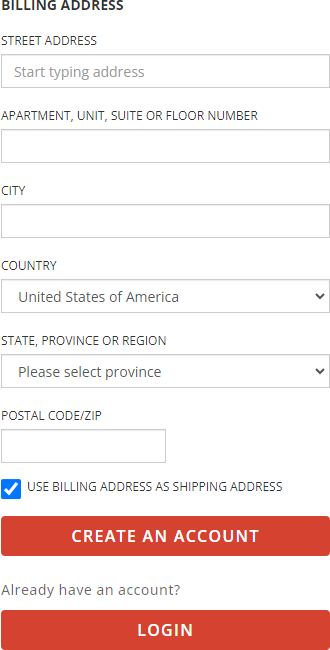 BILLING ADDRESS
STREET ADDRESS
Start typing address
APARTMENT, UNIT, SUITE OR FLOOR NUMBER
CITY
COUNTRY
United States of America
STATE, PROVINCE OR REGION
Please select province
POSTAL CODE/ZIP
USE BILLING ADDRESS AS SHIPPING ADDRESS
CREATE AN ACCOUNT
Already have an account?
LOGIN